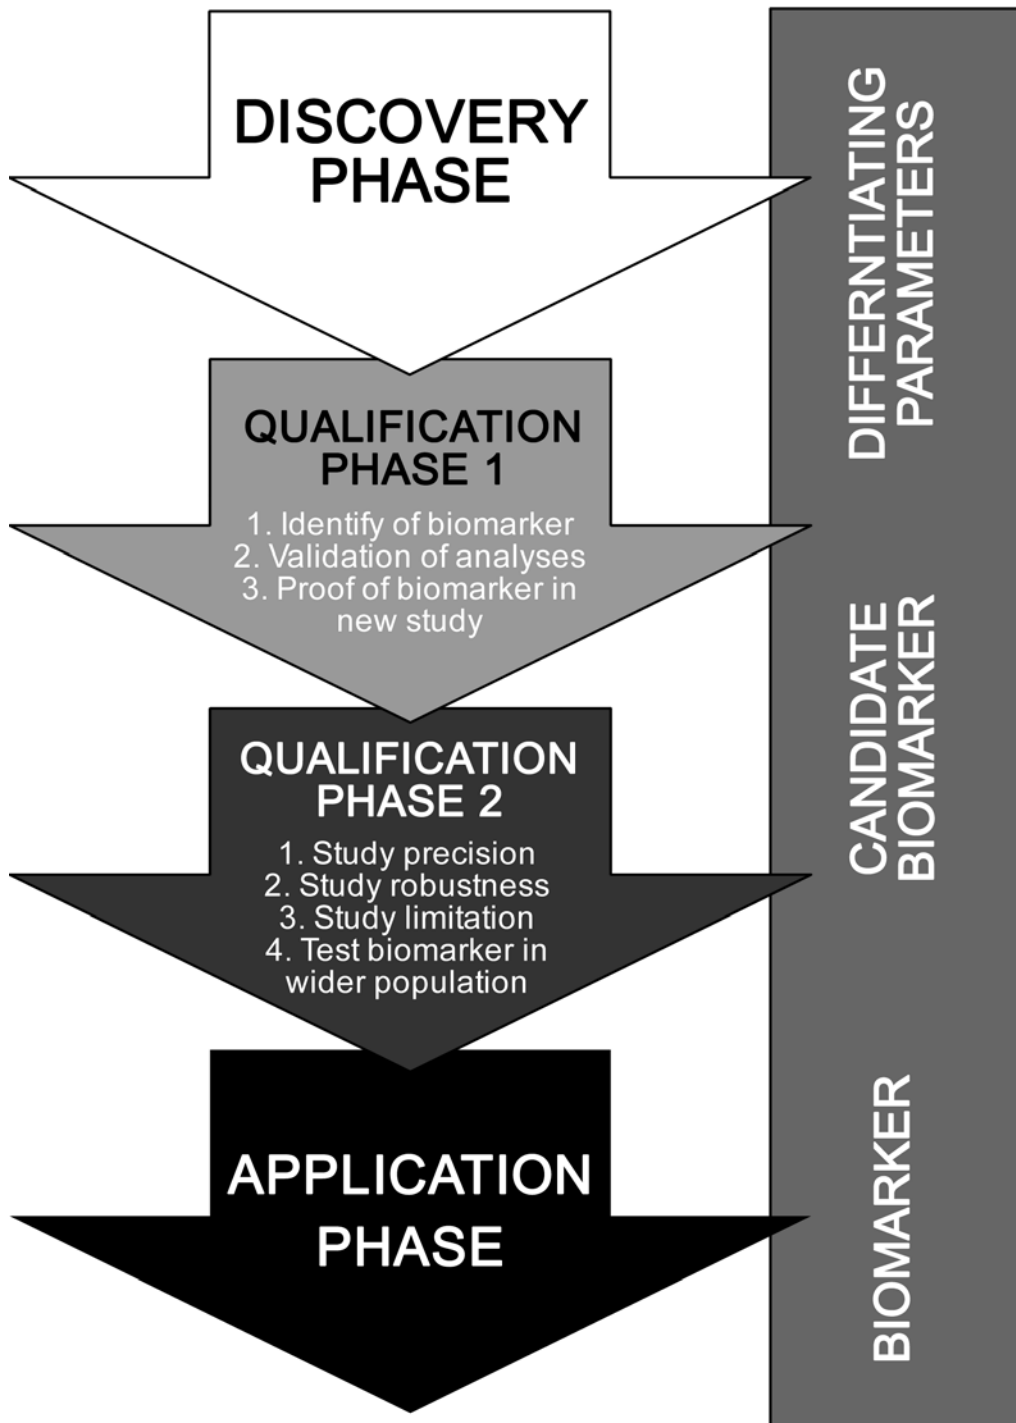 DISCOVERY
PHASE
QUALIFICATION
PHASE 1
1. Identify of biomarker
2. Validation of analyses
3. Proof of biomarker in
new study
QUALIFICATION
PHASE 2
1. Study precision
2. Study robustness
3. Study limitation
4. Test biomarker in
wider population
APPLICATION
PHASE
DIFFERNTIATING
PARAMETERS
CANDIDATE
BIOMARKER
BIOMARKER